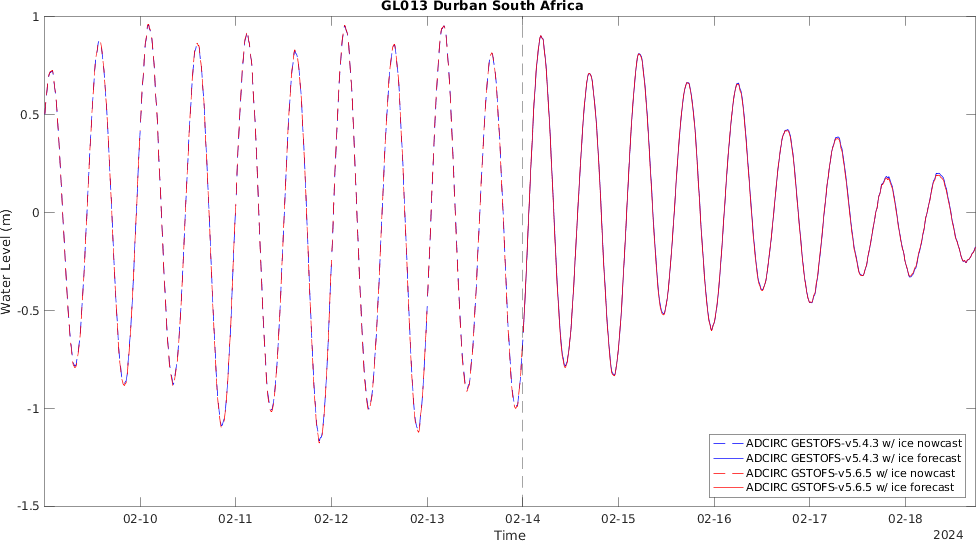 GL013 Durban South Africa
1
0.5
0
-0.5
-1
-1.5
Water Level (m)
02-10 02-11 02-12 02-13 02-14 02-15 02-16 02-17 02-18
Time
2024
ADCIRC GESTOFS-v5.4.3 w/ ice nowcast
ADCIRC GESTOFS-v5.4.3 w/ ice forecast
ADCIRC GSTOFS-v5.6.5 w/ ice nowcast
ADCIRC GSTOFS-v5.6.5 w/ ice forecast